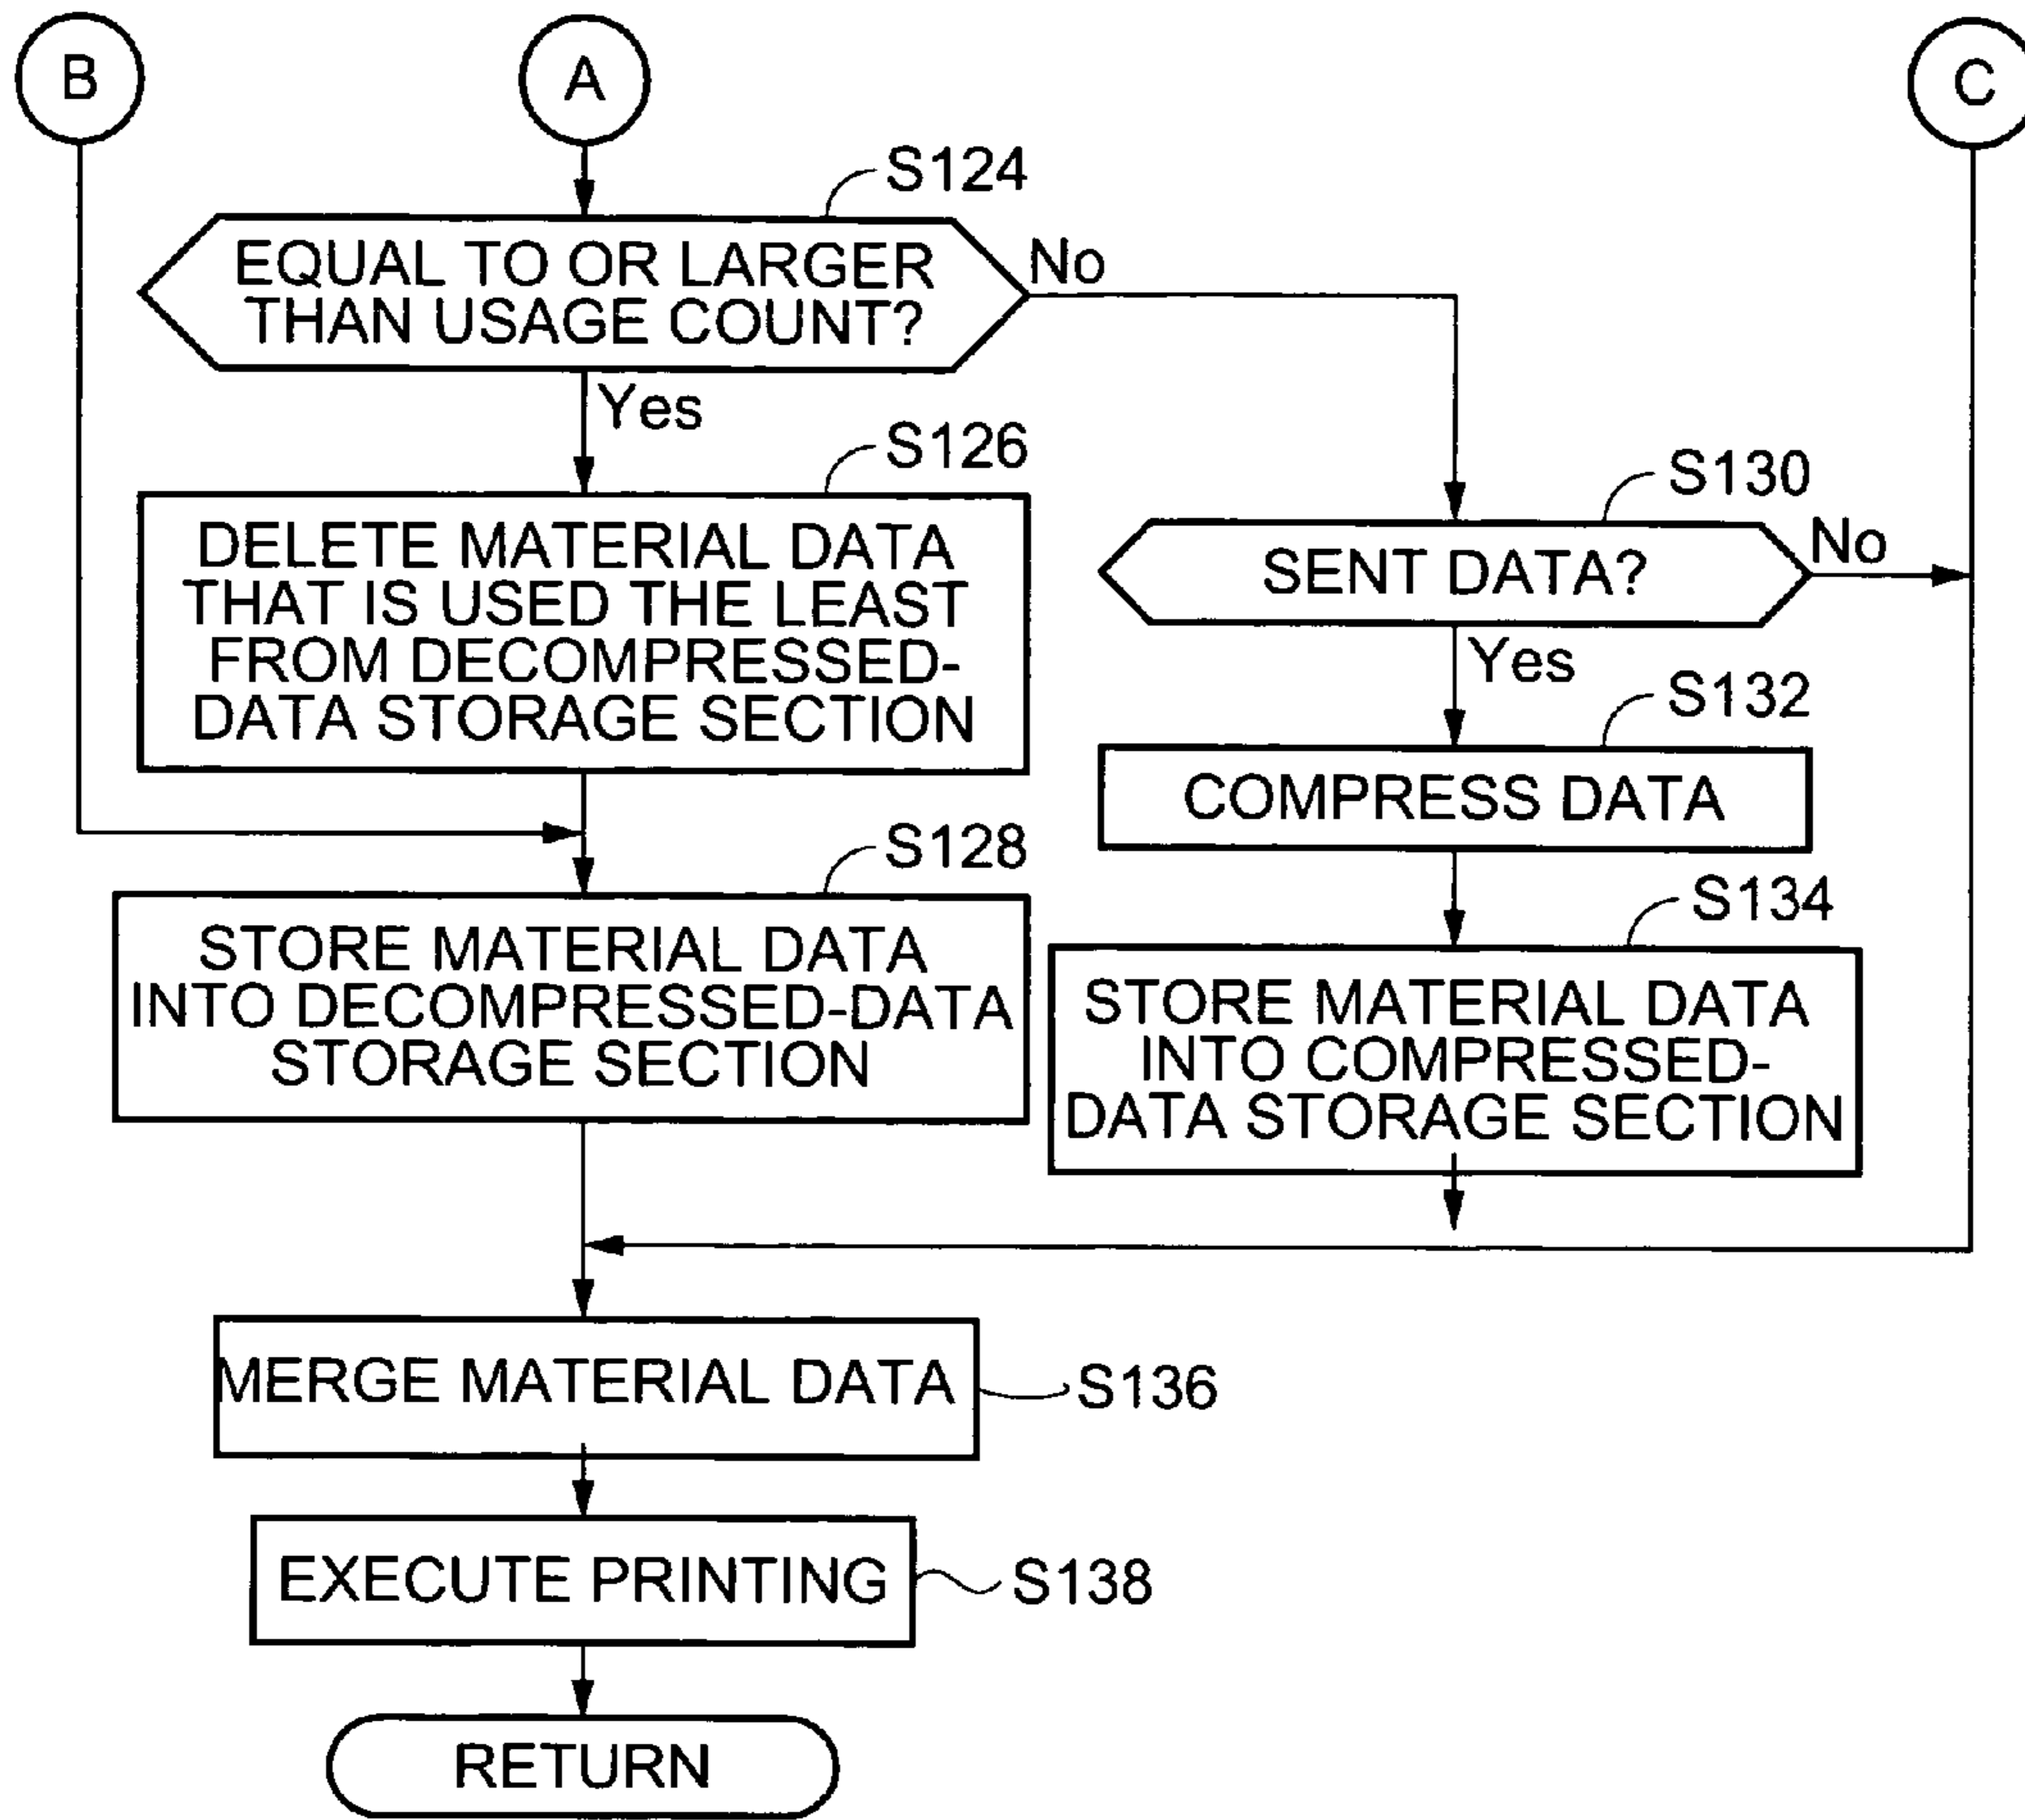 B
A
C
S124
EQUAL TO OR LARGER
THAN USAGE COUNT?
No
Yes
S126
DELETE MATERIAL DATA
THAT IS USED THE LEAST
FROM DECOMPRESSED-
DATA STORAGE SECTION
S130
SENT DATA?
No
Yes
S132
COMPRESS DATA
S128
STORE MATERIAL DATA
INTO DECOMPRESSED-DATA
STORAGE SECTION
S134
STORE MATERIAL DATA
INTO COMPRESSED-
DATA STORAGE SECTION
MERGE MATERIAL DATA
S136
EXECUTE PRINTING
S138
RETURN